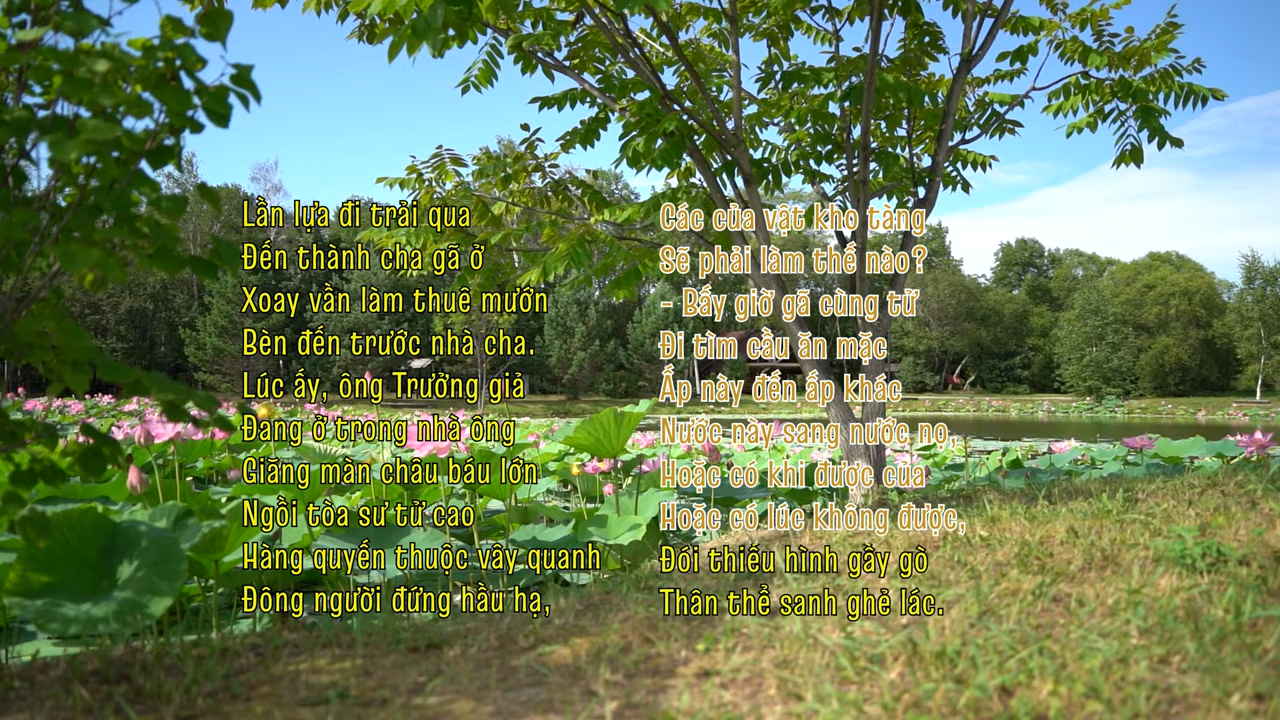 Lần lựa đi trải qua
Đến thành cha gã ở
Xoay vần làm thuê mướn
Bèn đến trước nhà cha.
Lúc ấy, ông Trưởng giả
Đang ở trong nhà ông
Giăng màn châu báu lớn
Ngồi tòa sư tử cao
Hàng quyến thuộc vây quanh
Đông người đứng hầu hạ,
Các của vật kho tàng
Sẽ phải làm thế nào?
- Bấy giờ gã cùng tử
Đi tìm cầu ăn mặc
Ấp này đến ấp khác
Nước này sang nước nọ,
Hoặc có khi được của
Hoặc có lúc không được,
Đói thiếu hình gầy gò
Thân thể sanh ghẻ lác.